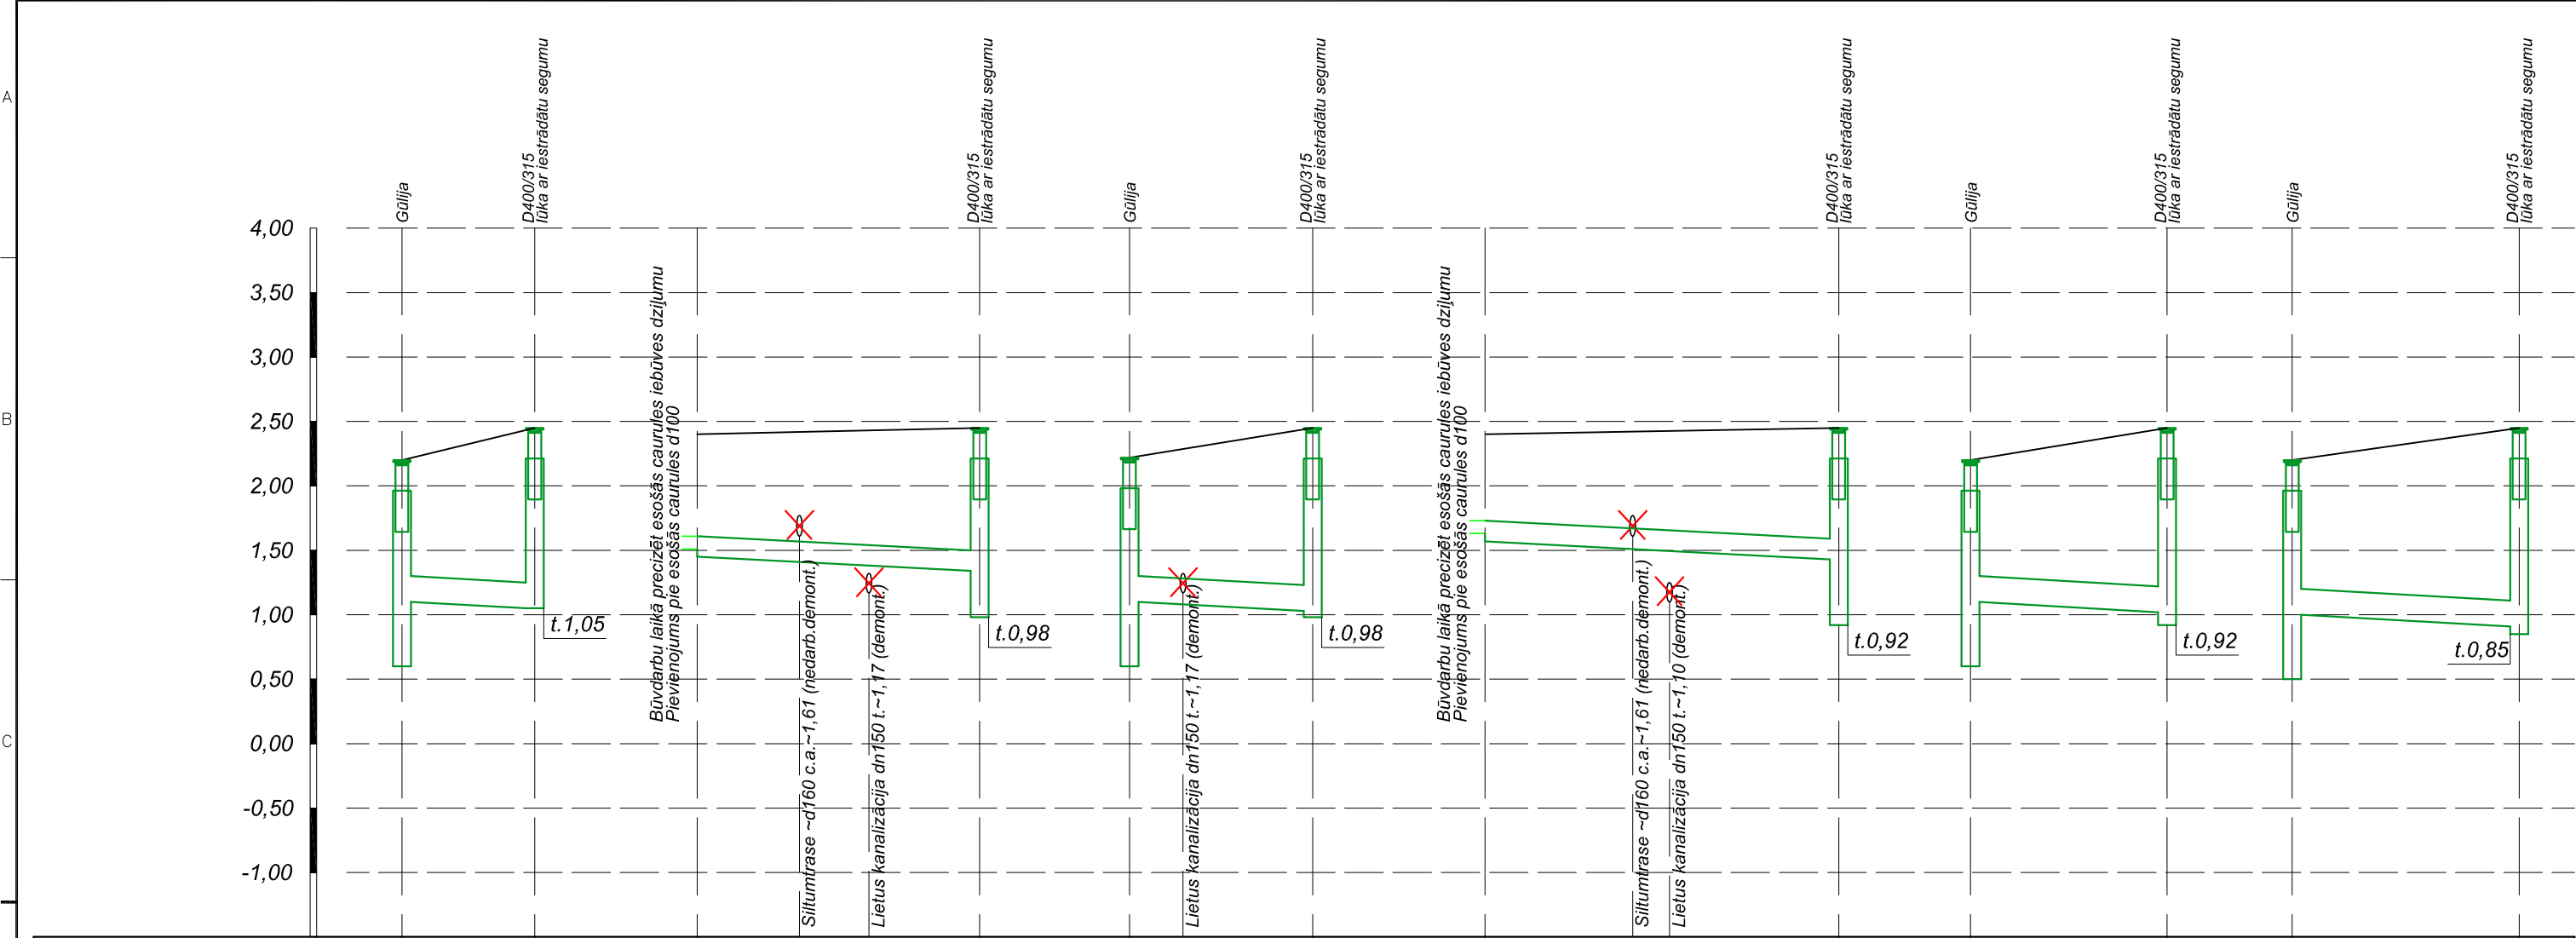 A
B
C
Gūlija
D400/315
lūka ar iestrādātu segumu
D400/315
lūka ar iestrādātu segumu
Gūlija
D400/315
lūka ar iestrādātu segumu
D400/315
lūka ar iestrādātu segumu
Gūlija
D400/315
lūka ar iestrādātu segumu
Gūlija
D400/315
lūka ar iestrādātu segumu
4,00
3,50
3,00
2,50
2,00
1,50
1,00
0,50
0,00
-0,50
-1,00
Būvdarbu laikā precizēt esošās caurules iebūves dziļumu
Pievienojums pie esošās caurules d100
Būvdarbu laikā precizēt esošās caurules iebūves dziļumu
Pievienojums pie esošās caurules d100
t.1,05
t.0,98
t.0,98
t.0,92
t.0,92
t.0,85
Siltumtrase ~d160 c.a.~1,61 (nedarb.demont.)
Lietus kanalizācija dn150 t.~1,17 (demont.)
Lietus kanalizācija dn150 t.~1,17 (demont.)
Siltumtrase ~d160 c.a.~1,61 (nedarb.demont.)
Lietus kanalizācija dn150 t.~1,10 (demont.)